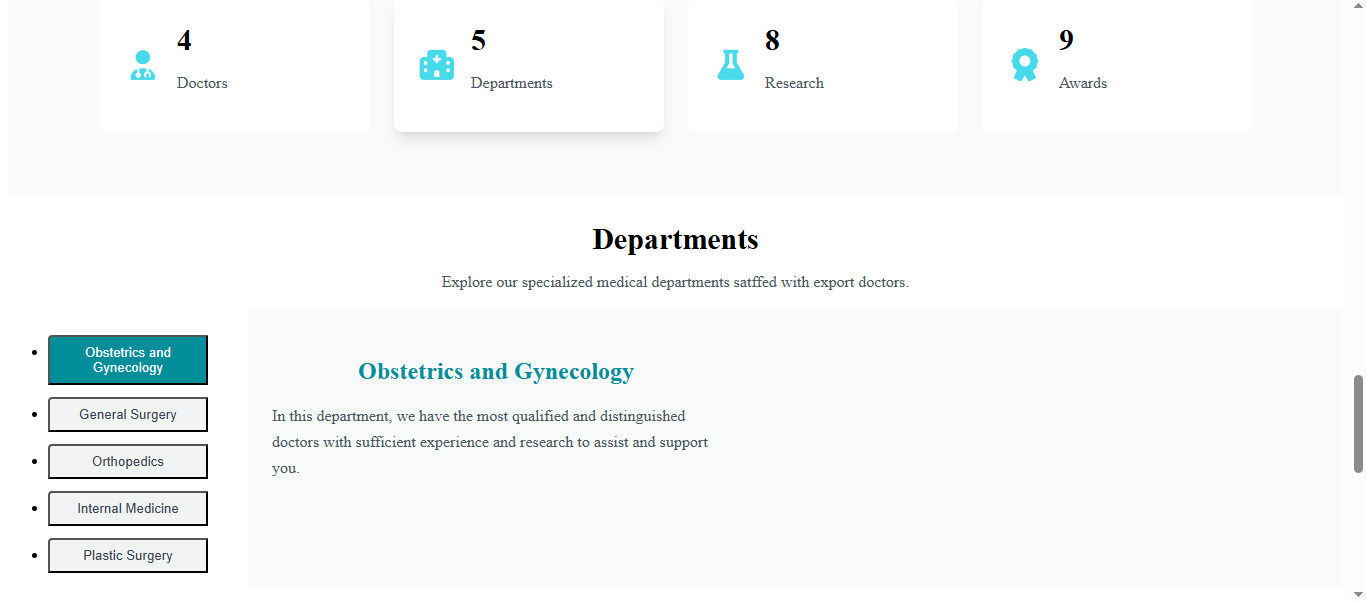 4
Doctors
5
Departments
8
Research
9
Awards
Departments
Explore our specialized medical departments satffed with export doctors.
Obstetrics and
Gynecology
General Surgery
Orthopedics
Internal Medicine
Plastic Surgery
Obstetrics and Gynecology
In this department, we have the most qualified and distinguished
doctors with sufficient experience and research to assist and support
you.